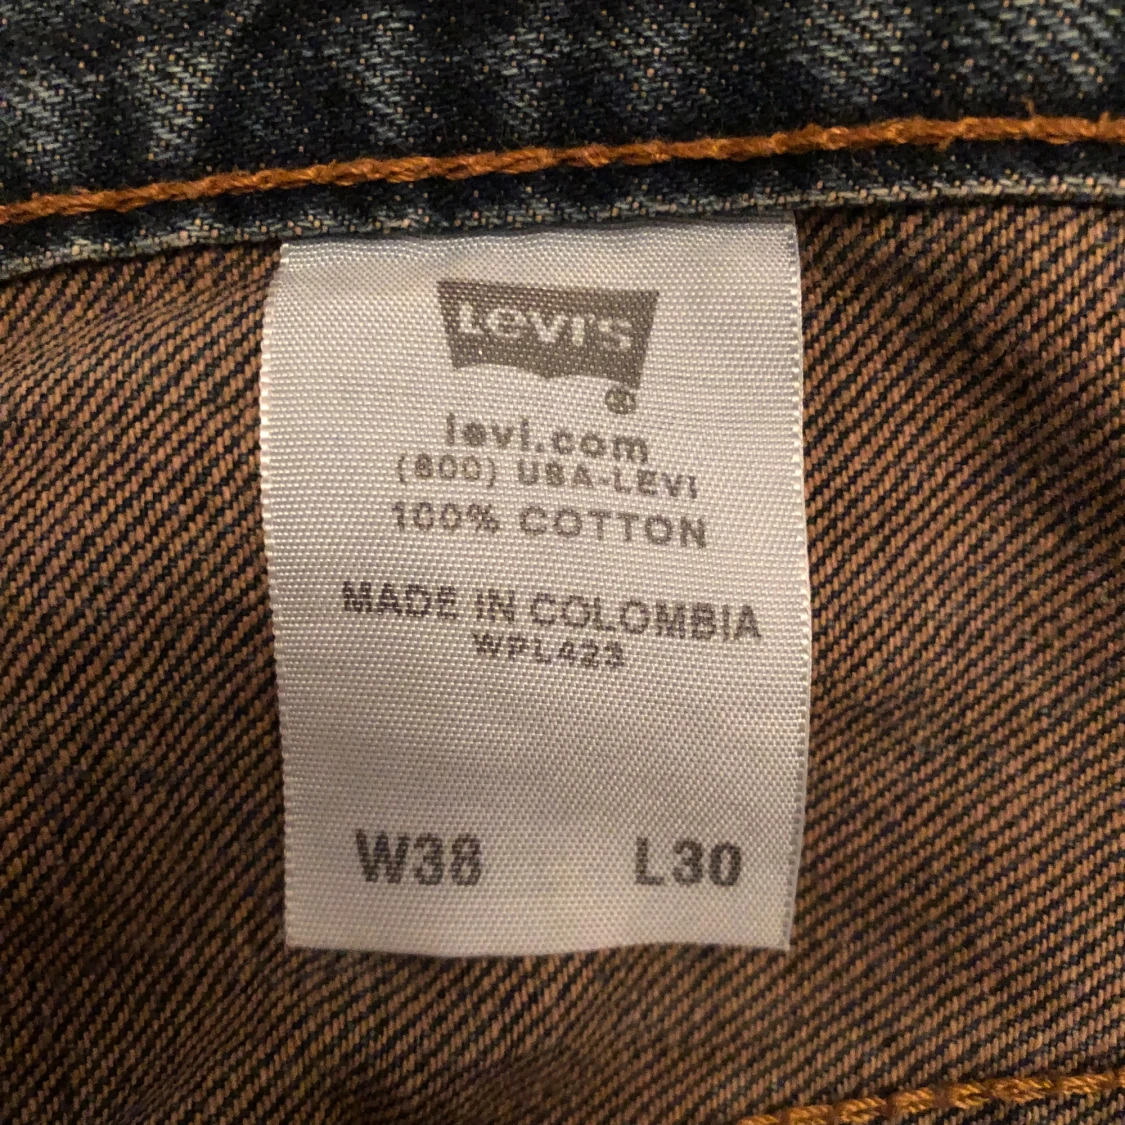 Levi's
®
levi.com
(800) USA-LEVI
100% COTTON
MADE IN COLOMBIA
WPL423
W38 L30